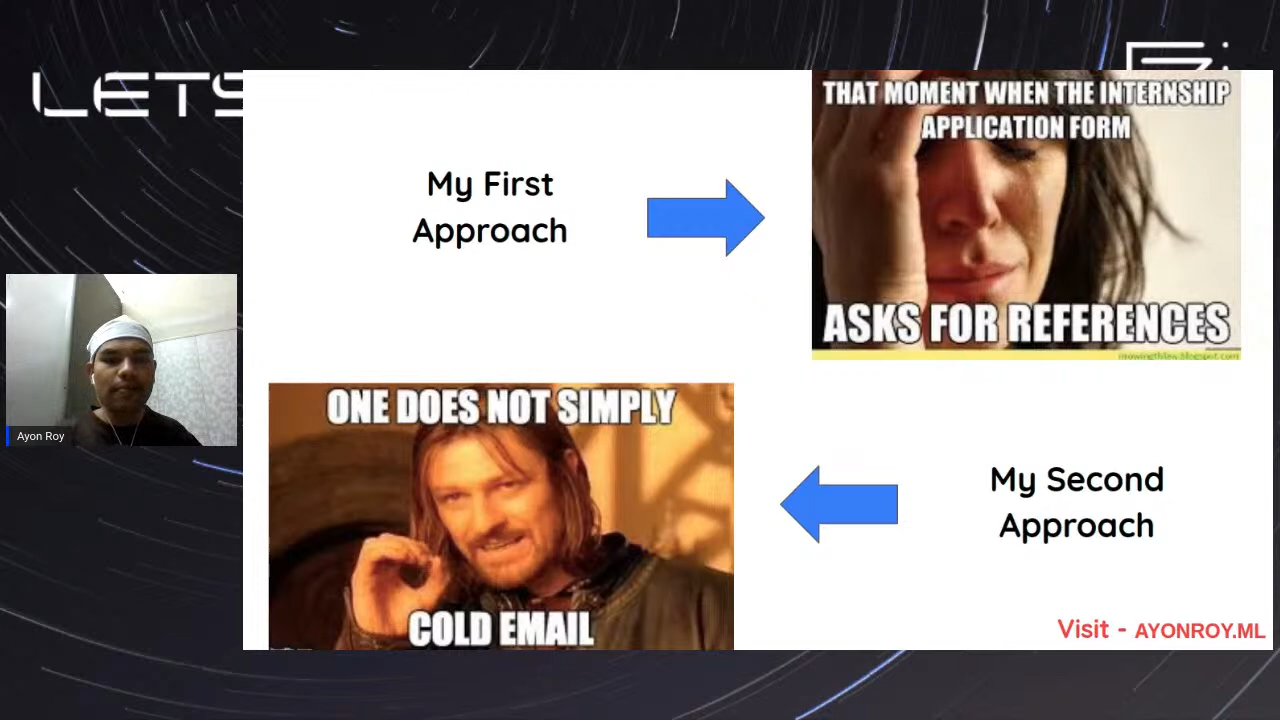 LETS
My First
Approach
THAT MOMENT WHEN THE INTERNSHIP
APPLICATION FORM
ASKS FOR REFERENCES
Ayon Roy
ONE DOES NOT SIMPLY
COLD EMAIL
My Second
Approach
Visit - AYONROY.ML